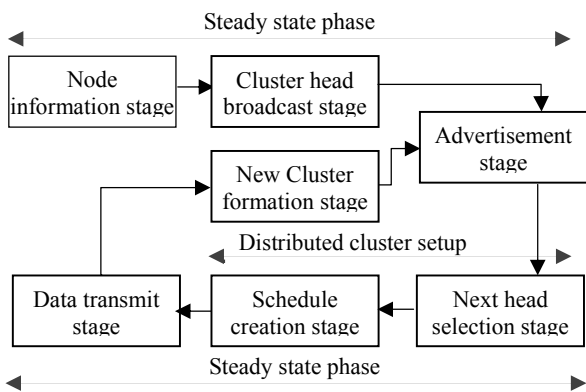 Steady state phase
Node
information stage
Cluster head
broadcast stage
Advertisement
stage
New Cluster
formation stage
Distributed cluster setup
Data transmit
stage
Schedule
creation stage
Next head
selection stage
Steady state phase